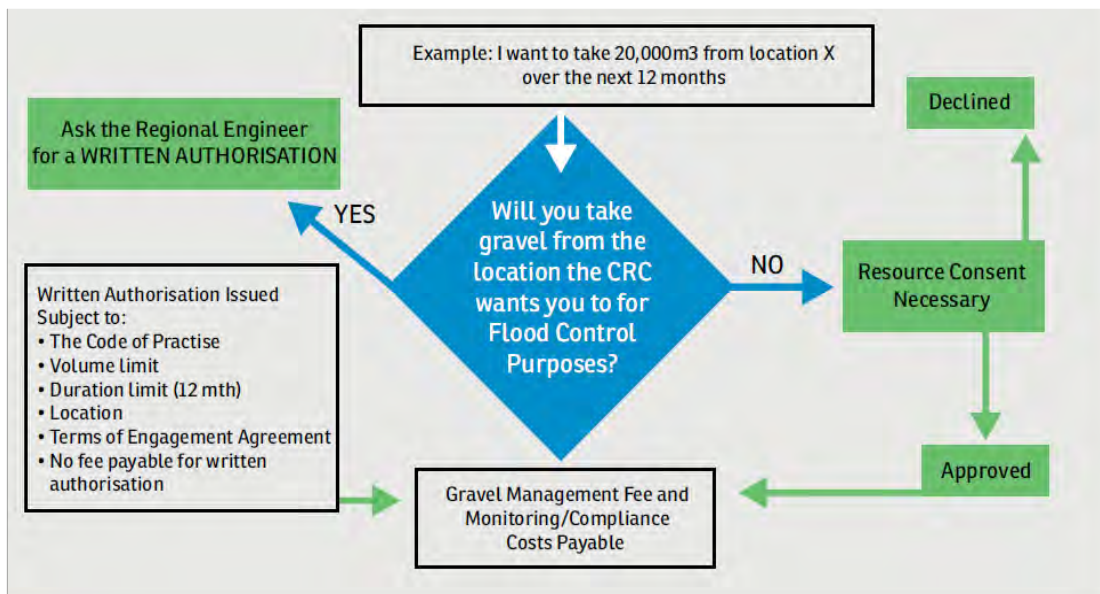 Example: I want to take 20,000m3 from location X
over the next 12 months
Declined
Ask the Regional Engineer
for a WRITTEN AUTHORISATION
YES
Will you take
gravel from the
location the CRC
wants you to for
Flood Control
Purposes?
NO
Resource Consent
Necessary
Written Authorisation Issued
Subject to:
• The Code of Practise
• Volume limit
• Duration limit (12 mth)
• Location
• Terms of Engagement Agreement
• No fee payable for written
authorisation
Approved
Gravel Management Fee and
Monitoring/Compliance
Costs Payable